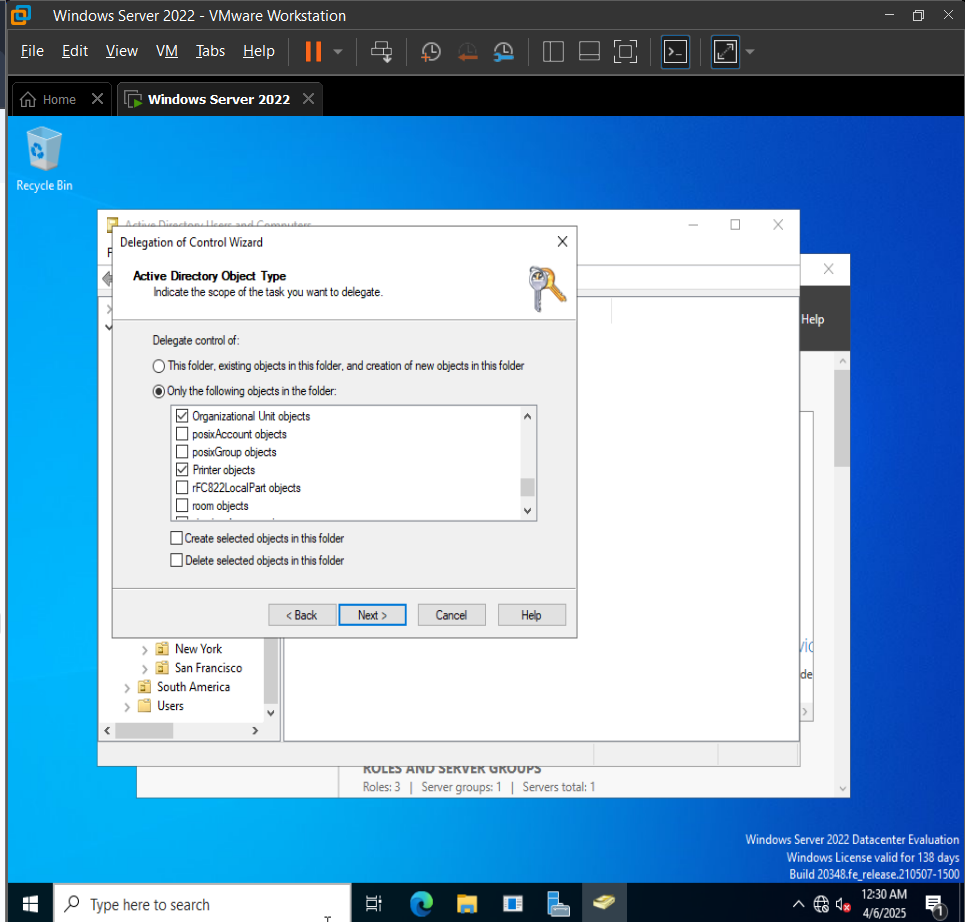 Windows Server 2022 - VMware Workstation
File Edit View VM Tabs Help
Home Windows Server 2022
Recycle Bin
Active Directory Users and Computers
Delegation of Control Wizard
Active Directory Object Type
Indicate the scope of the task you want to delegate.
Help
Delegate control of:
This folder, existing objects in this folder, and creation of new objects in this folder
Only the following objects in the folder:
Organizational Unit objects
posixAccount objects
posixGroup objects
Printer objects
rFC822LocalPart objects
room objects
Create selected objects in this folder
Delete selected objects in this folder
< Back Next > Cancel Help
New York
San Francisco
South America
Users
ROLES AND SERVER GROUPS
Roles: 3 | Server groups: 1 | Servers total: 1
Windows Server 2022 Datacenter Evaluation
Windows License valid for 138 days
Build 20348.fe_release.210507-1500
Type here to search
12:30 AM
4/6/2025
1